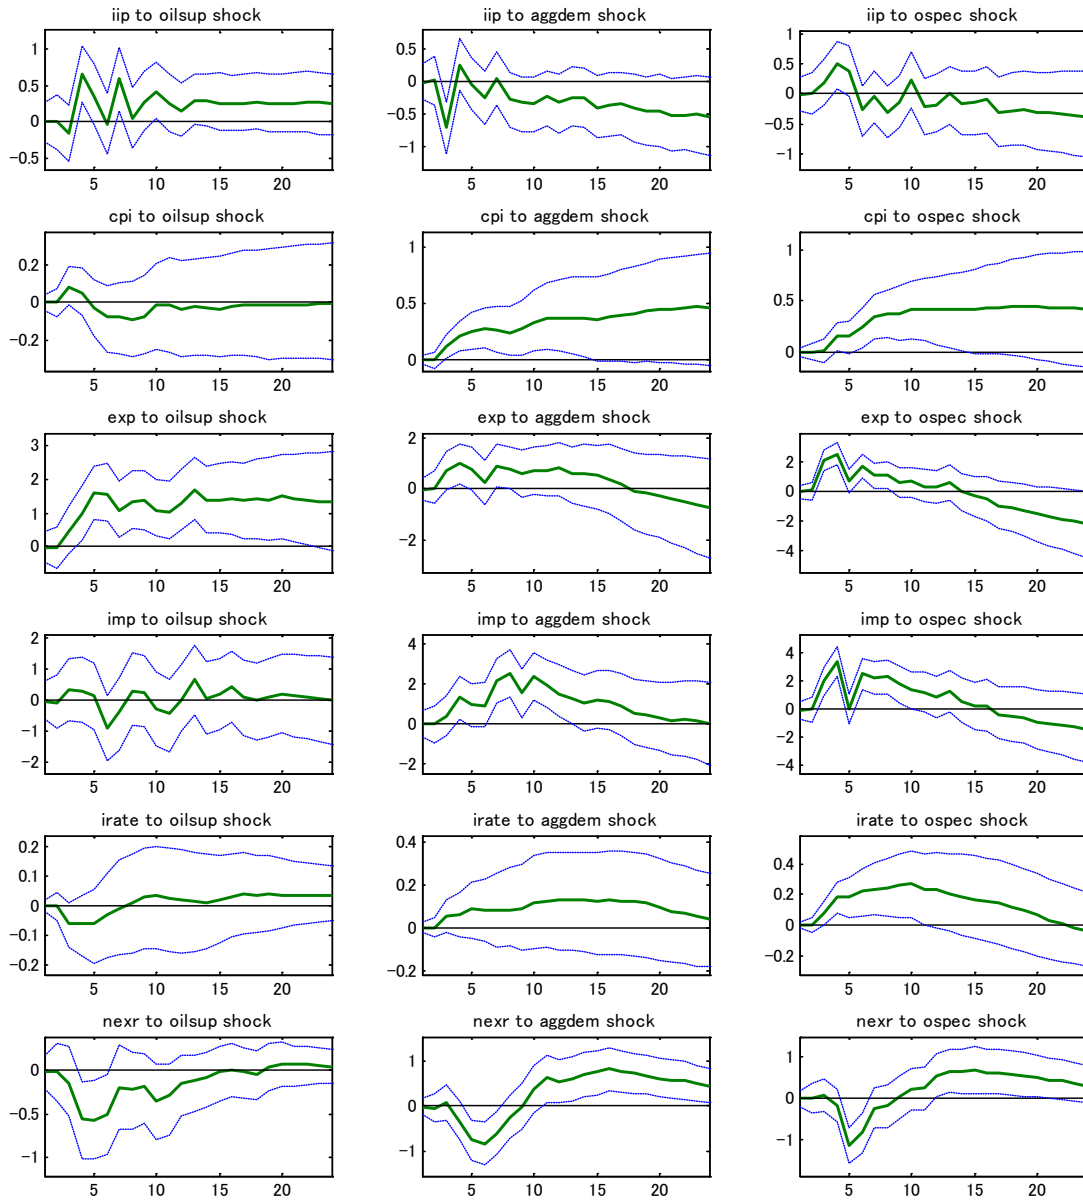 iip to oilsup shock
1
0.5
0
−0.5
5 10 15 20
iip to aggdem shock
0.5
0
−0.5
−1
5 10 15 20
iip to ospec shock
1
0.5
0
−0.5
−1
5 10 15 20
cpi to oilsup shock
0.2
0
−0.2
5 10 15 20
cpi to aggdem shock
1
0.5
0
5 10 15 20
cpi to ospec shock
1
0.5
0
5 10 15 20
exp to oilsup shock
3
2
1
0
5 10 15 20
exp to aggdem shock
2
0
−2
5 10 15 20
exp to ospec shock
2
0
−2
−4
5 10 15 20
imp to oilsup shock
2
1
0
−1
−2
5 10 15 20
imp to aggdem shock
4
2
0
−2
5 10 15 20
imp to ospec shock
4
2
0
−2
−4
5 10 15 20
irate to oilsup shock
0.2
0.1
0
−0.1
−0.2
5 10 15 20
irate to aggdem shock
0.4
0.2
0
−0.2
5 10 15 20
irate to ospec shock
0.4
0.2
0
−0.2
5 10 15 20
nexr to oilsup shock
0
−0.5
−1
5 10 15 20
nexr to aggdem shock
1
0
−1
5 10 15 20
nexr to ospec shock
1
0
−1
5 10 15 20